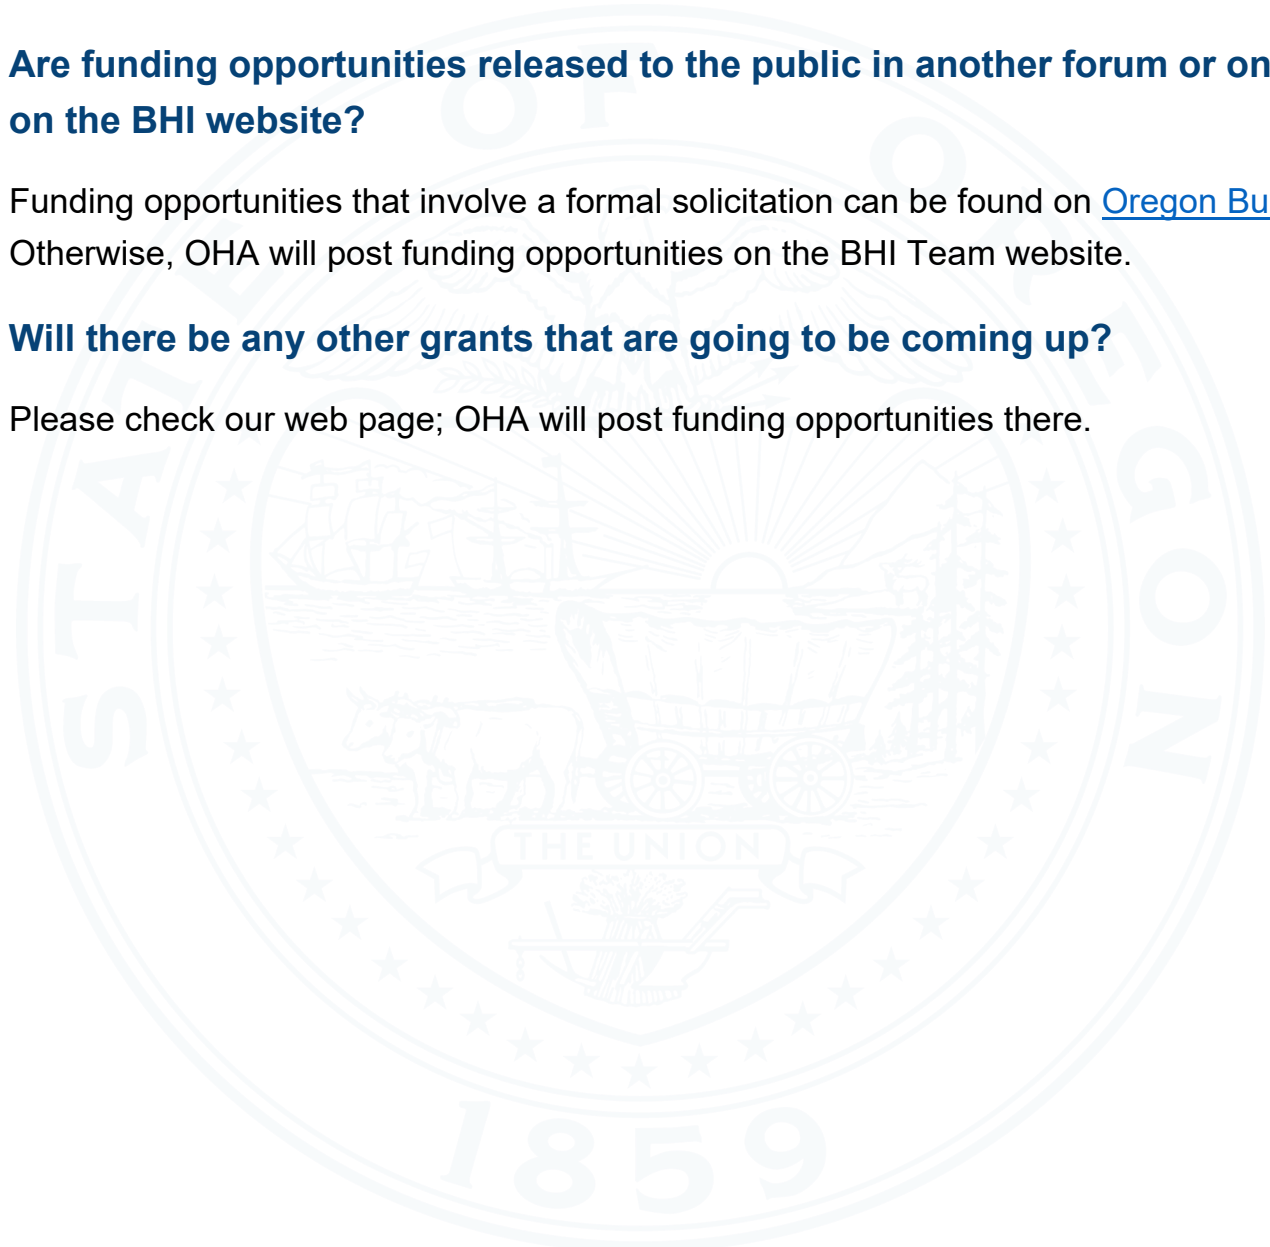 Are funding opportunities released to the public in another forum or on
on the BHI website?
Funding opportunities that involve a formal solicitation can be found on Oregon Bu
Otherwise, OHA will post funding opportunities on the BHI Team website.
Will there be any other grants that are going to be coming up?
Please check our web page; OHA will post funding opportunities there.
STATE OF OREGON
THE UNION
1859